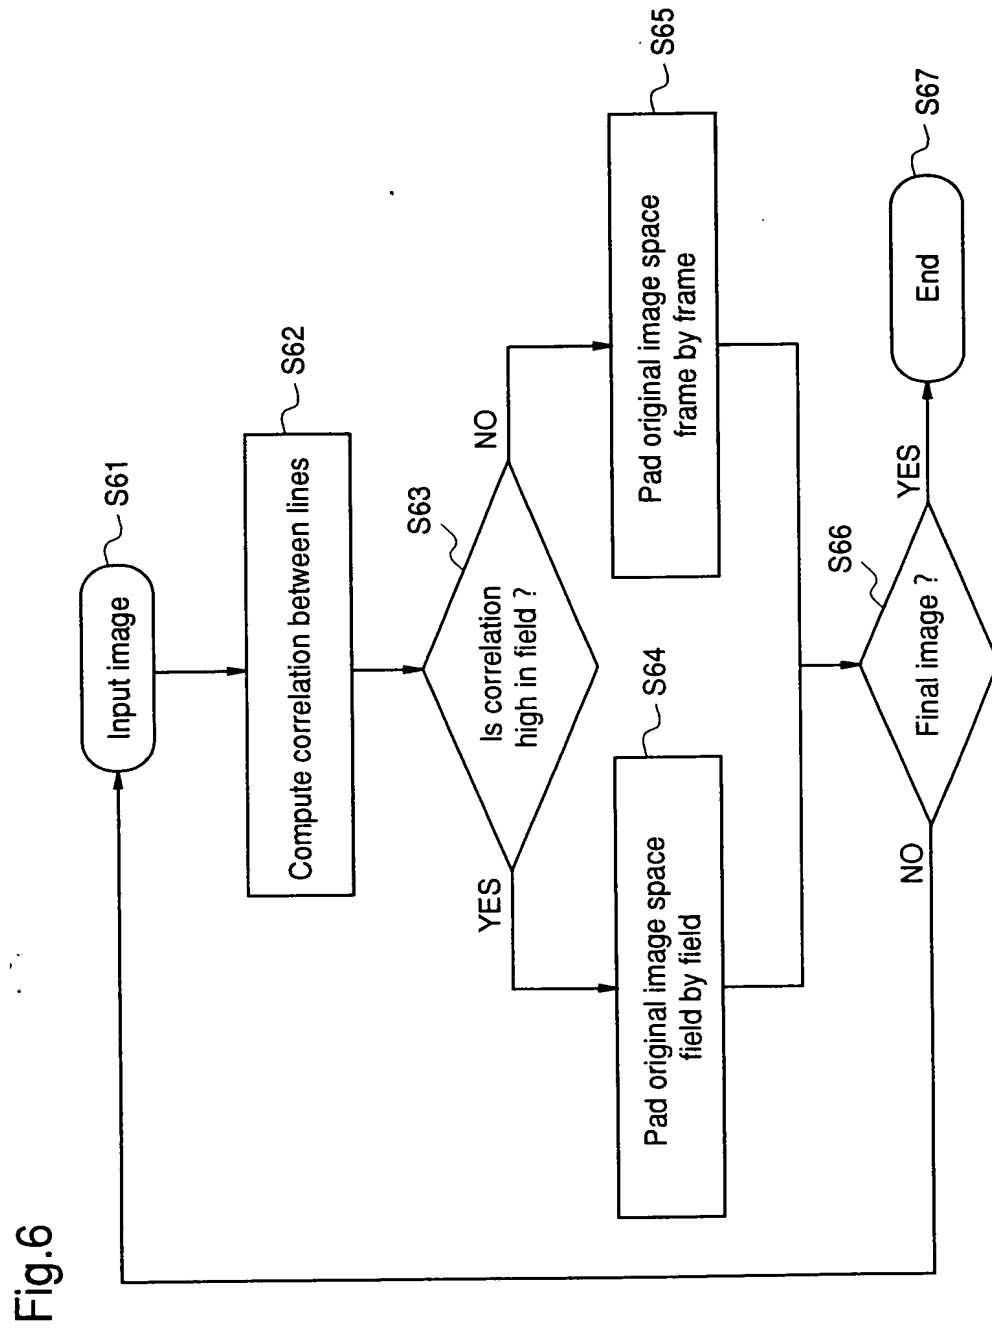 Fig.6
Input image
S61
Compute correlation between lines
S62
S63
Is correlation
high in field ?
YES
NO
Pad original image space
field by field
S64
Pad original image space
frame by frame
S65
Final image ?
S66
NO
YES
End
S67